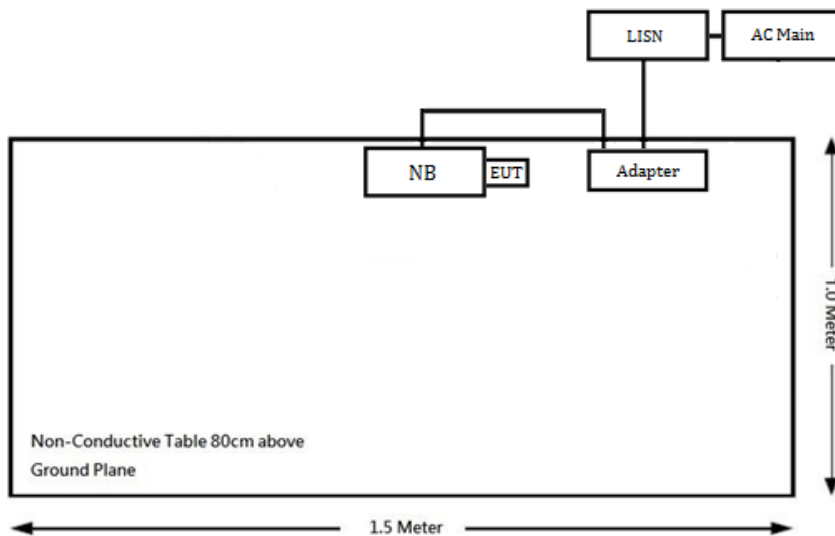 LISN
AC Main
NB
EUT
Adapter
1.0 Meter
Non-Conductive Table 80cm above
Ground Plane
1.5 Meter